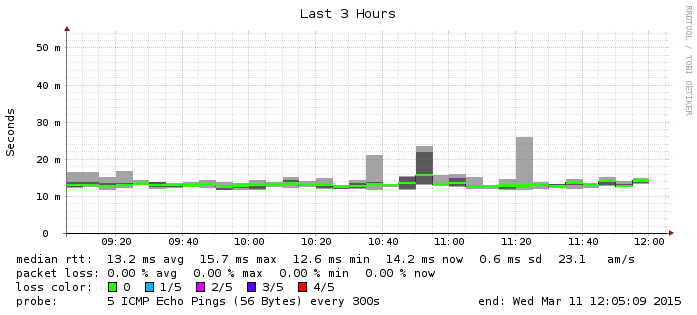 Last 3 Hours
RRDTOOL / TOBI OETIKER
Seconds
50 m
40 m
30 m
20 m
10 m
0
09:20 09:40 10:00 10:20 10:40 11:00 11:20 11:40 12:00
median rtt: 13.2 ms avg 15.7 ms max 12.6 ms min 14.2 ms now 0.6 ms sd 23.1 am/s
packet loss: 0.00 % avg 0.00 % max 0.00 % min 0.00 % now
loss color: 0 1/5 2/5 3/5 4/5
probe: 5 ICMP Echo Pings (56 Bytes) every 300s end: Wed Mar 11 12:05:09 2015